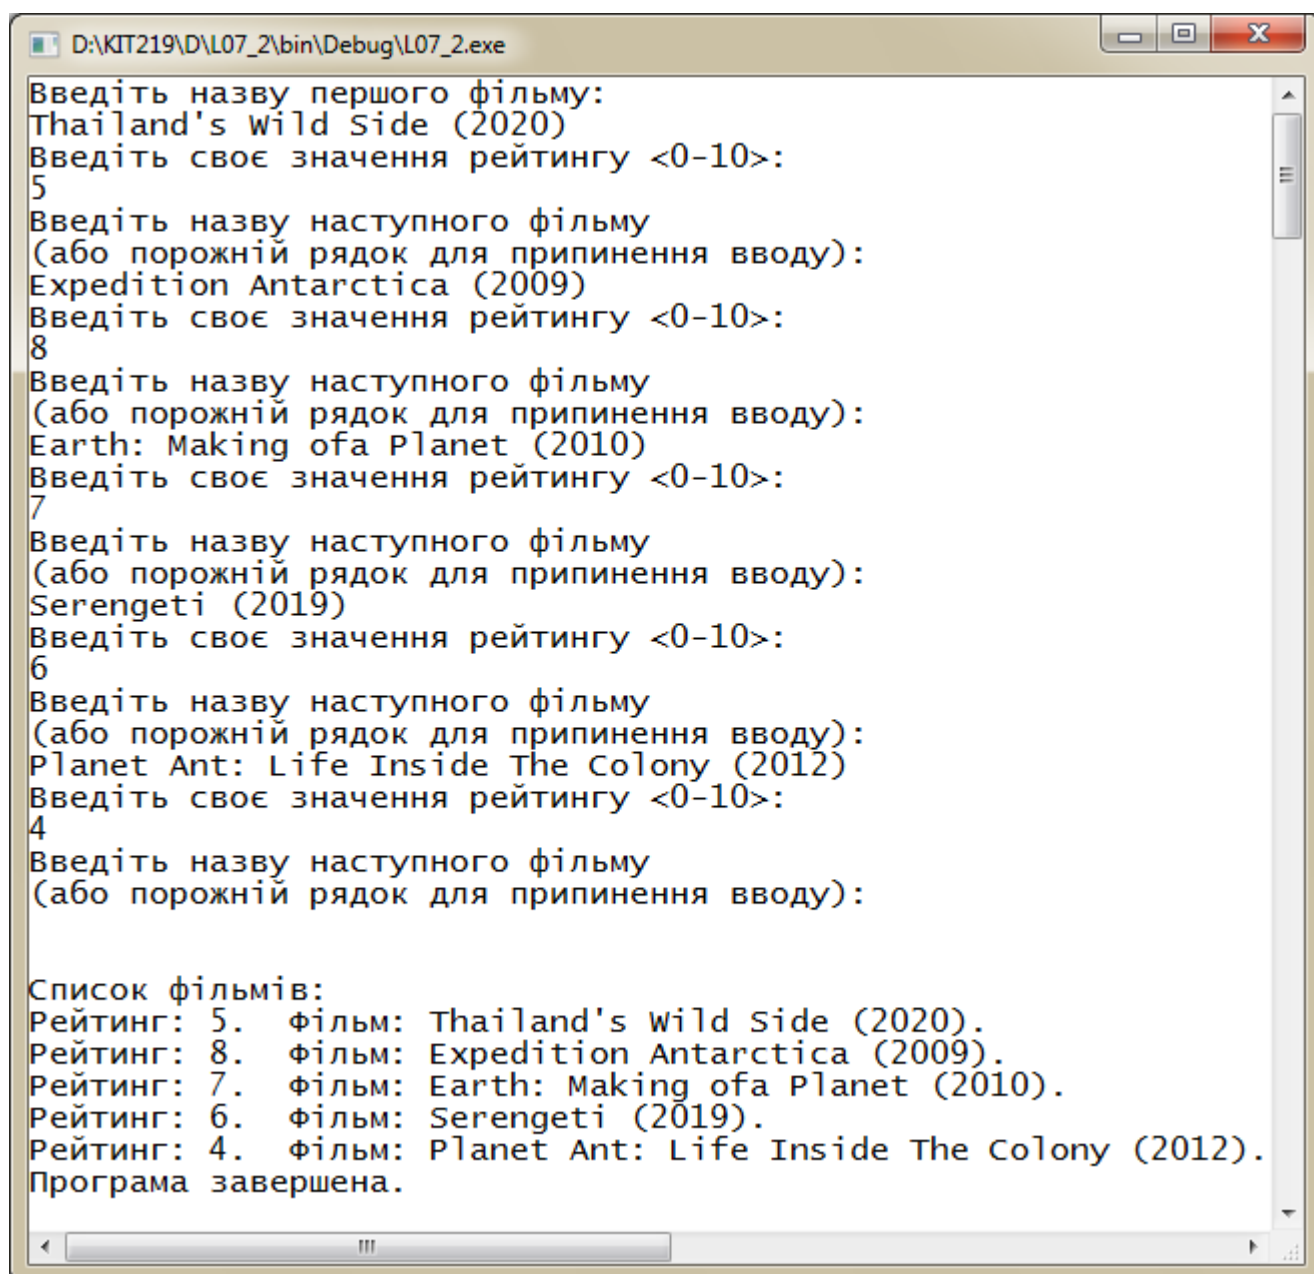 D:\KIT219\D\L07_2\bin\Debug\L07_2.exe
Введіть назву першого фільму:
Thailand's Wild Side (2020)
Введіть своє значення рейтингу <0-10>:
5
Введіть назву наступного фільму
(або порожній рядок для припинення вводу):
Expedition Antarctica (2009)
Введіть своє значення рейтингу <0-10>:
8
Введіть назву наступного фільму
(або порожній рядок для припинення вводу):
Earth: Making ofa Planet (2010)
Введіть своє значення рейтингу <0-10>:
7
Введіть назву наступного фільму
(або порожній рядок для припинення вводу):
Serengeti (2019)
Введіть своє значення рейтингу <0-10>:
6
Введіть назву наступного фільму
(або порожній рядок для припинення вводу):
Planet Ant: Life Inside The Colony (2012)
Введіть своє значення рейтингу <0-10>:
4
Введіть назву наступного фільму
(або порожній рядок для припинення вводу):
Список фільмів:
Рейтинг: 5.  Фільм: Thailand's Wild Side (2020).
Рейтинг: 8.  Фільм: Expedition Antarctica (2009).
Рейтинг: 7.  Фільм: Earth: Making ofa Planet (2010).
Рейтинг: 6.  Фільм: Serengeti (2019).
Рейтинг: 4.  Фільм: Planet Ant: Life Inside The Colony (2012).
Програма завершена.